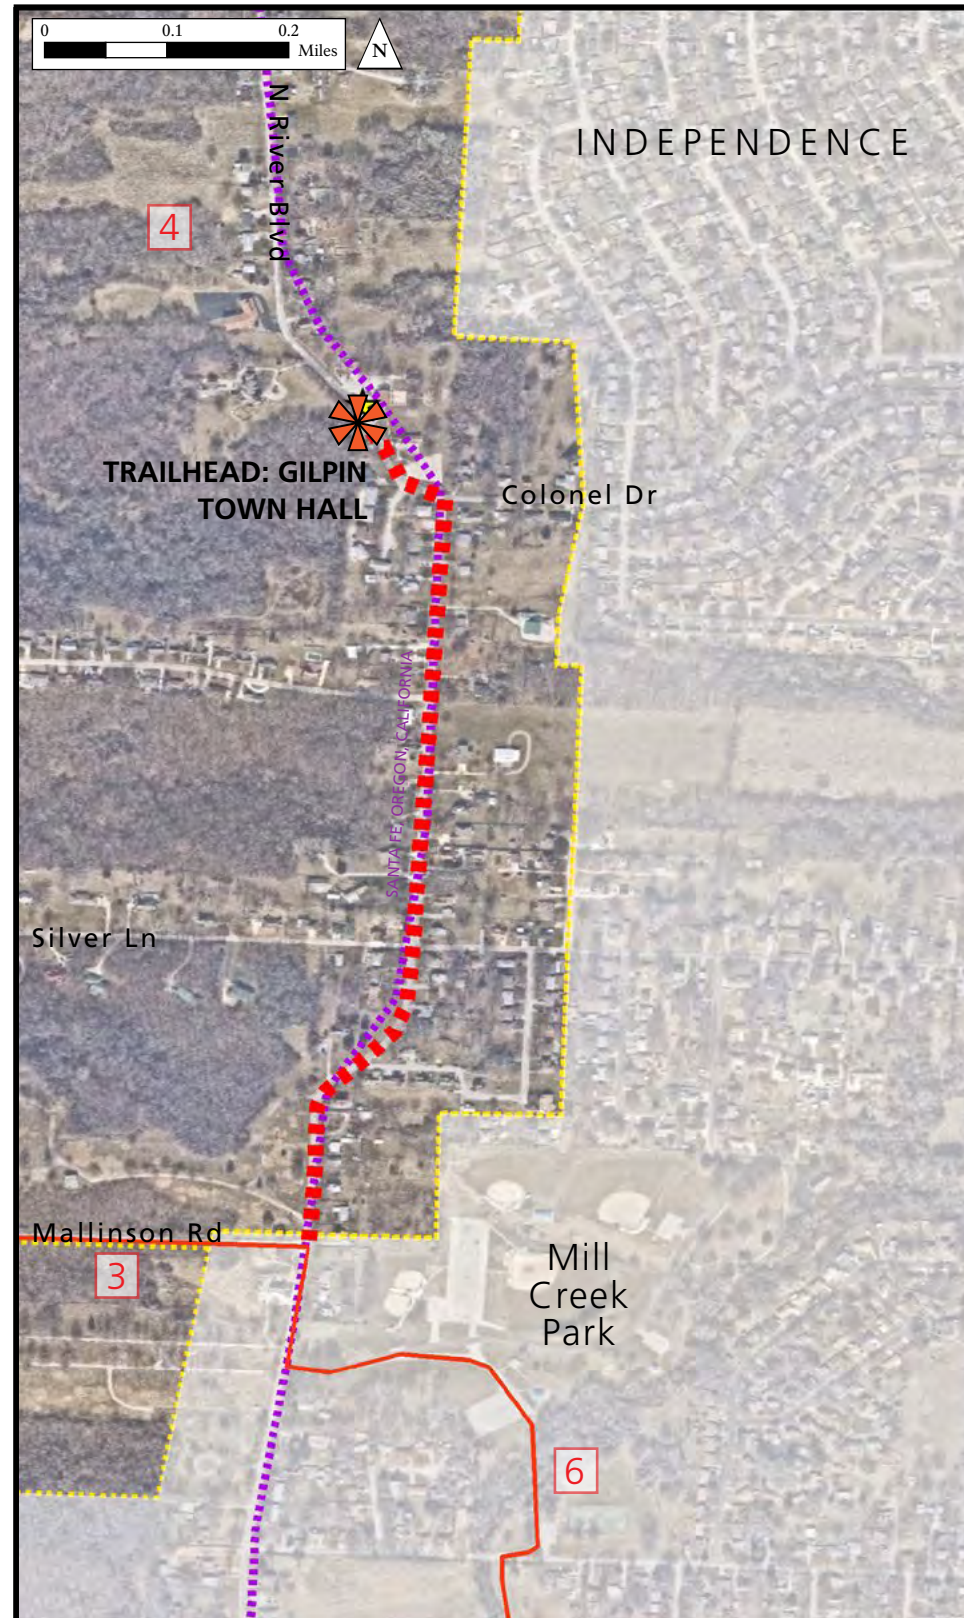 0 0.1 0.2
Miles
N
N River Blvd
INDEPENDENCE
4
TRAILHEAD: GILPIN
TOWN HALL
Colonel Dr
SANTA FE, OREGON, CALIFORNIA
Silver Ln
Mallinson Rd
3
Mill
Creek
Park
6